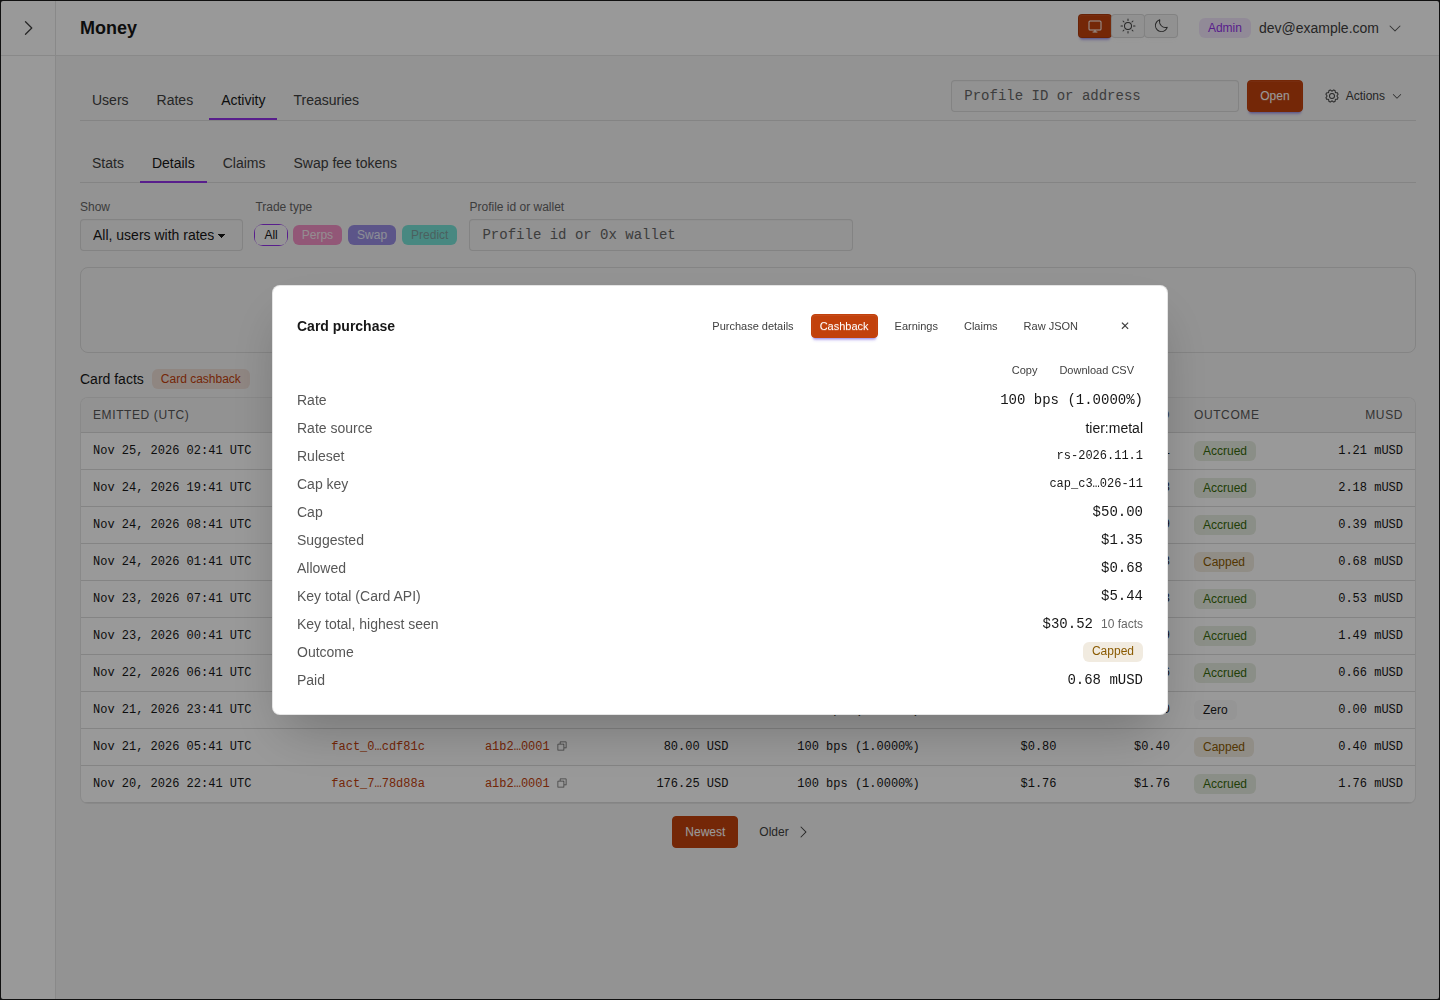 Money
Admin dev@example.com
Users Rates Activity Treasuries
Profile ID or address Open Actions
Stats Details Claims Swap fee tokens
Show Trade type Profile id or wallet
All, users with rates All Perps Swap Predict Profile id or 0x wallet
Card facts Card cashback
EMITTED (UTC) OUTCOME MUSD
Nov 25, 2026 02:41 UTC Accrued 1.21 mUSD
Nov 24, 2026 19:41 UTC Accrued 2.18 mUSD
Nov 24, 2026 08:41 UTC Accrued 0.39 mUSD
Nov 24, 2026 01:41 UTC Capped 0.68 mUSD
Nov 23, 2026 07:41 UTC Accrued 0.53 mUSD
Nov 23, 2026 00:41 UTC Accrued 1.49 mUSD
Nov 22, 2026 06:41 UTC Accrued 0.66 mUSD
Nov 21, 2026 23:41 UTC Zero 0.00 mUSD
Nov 21, 2026 05:41 UTC fact_0…cdf81c a1b2…0001 80.00 USD 100 bps (1.0000%) $0.80 $0.40 Capped 0.40 mUSD
Nov 20, 2026 22:41 UTC fact_7…78d88a a1b2…0001 176.25 USD 100 bps (1.0000%) $1.76 $1.76 Accrued 1.76 mUSD
Newest Older
Card purchase Purchase details Cashback Earnings Claims Raw JSON ×
Copy Download CSV
Rate 100 bps (1.0000%)
Rate source tier:metal
Ruleset rs-2026.11.1
Cap key cap_c3…026-11
Cap $50.00
Suggested $1.35
Allowed $0.68
Key total (Card API) $5.44
Key total, highest seen $30.52 10 facts
Outcome Capped
Paid 0.68 mUSD